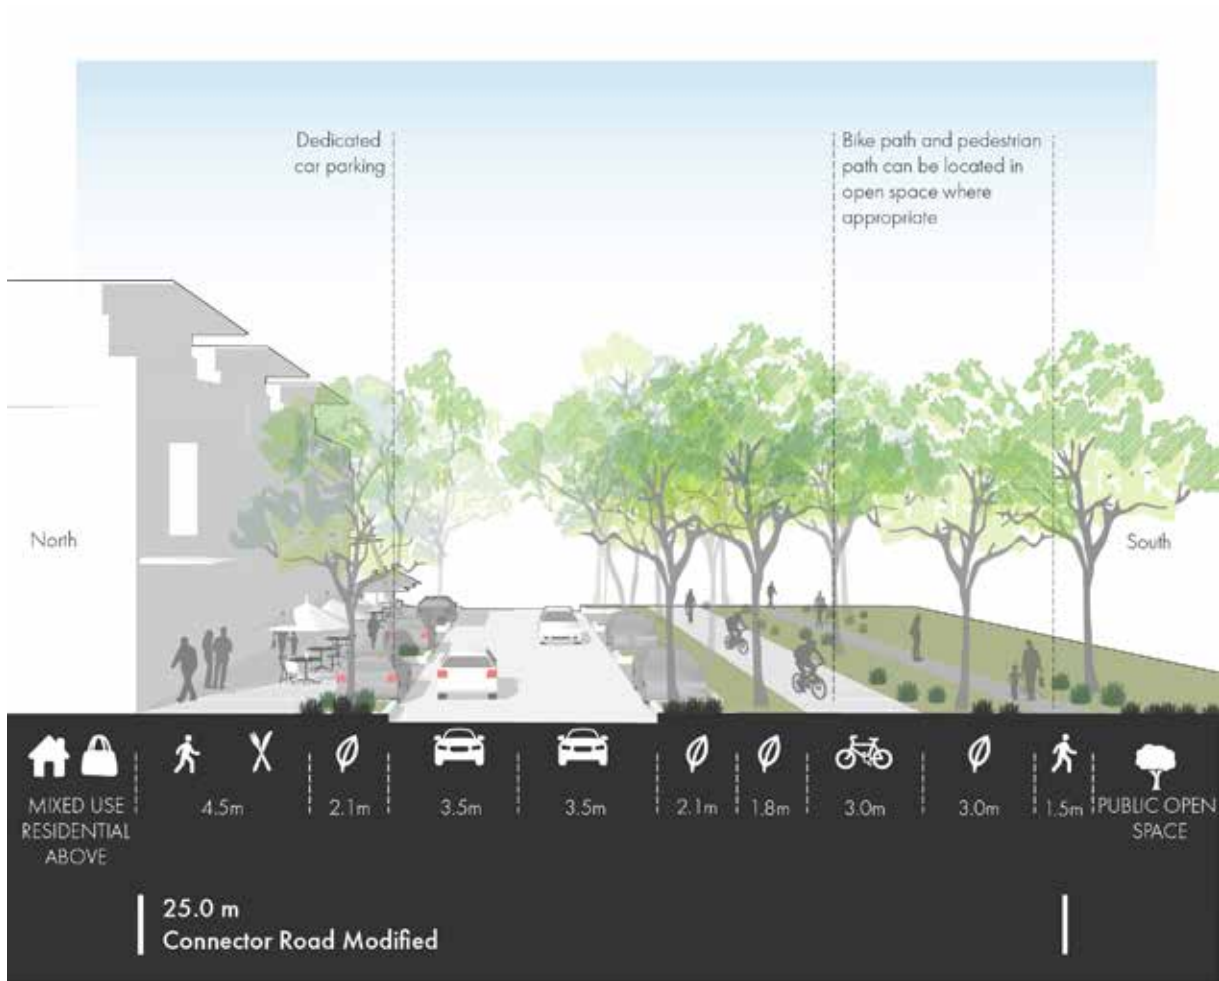 Dedicated
car parking
Bike path and pedestrian
path can be located in
open space where
appropriate
North
South
4.5m
2.1m
3.5m
3.5m
2.1m
1.8m
3.0m
3.0m
1.5m
MIXED USE
RESIDENTIAL
ABOVE
PUBLIC OPEN
SPACE
25.0 m
Connector Road Modified